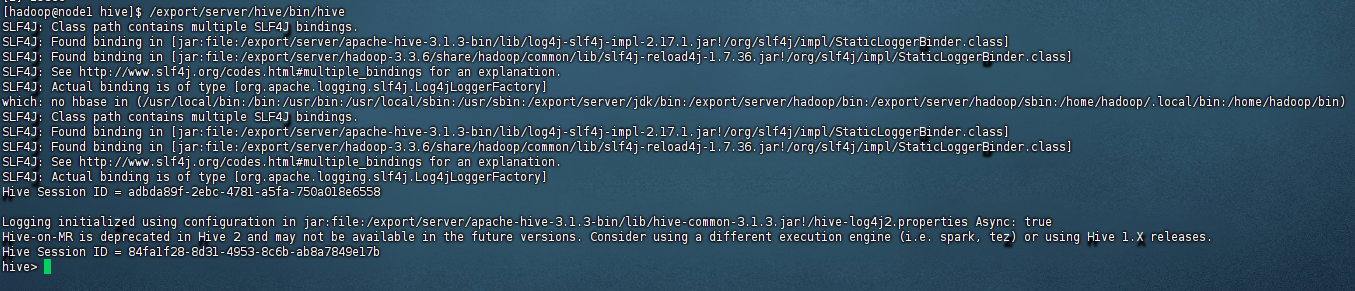 [hadoop@node1 hive]$ /export/server/hive/bin/hive
SLF4J: Class path contains multiple SLF4J bindings.
SLF4J: Found binding in [jar:file:/export/server/apache-hive-3.1.3-bin/lib/log4j-slf4j-impl-2.17.1.jar!/org/slf4j/impl/StaticLoggerBinder.class]
SLF4J: Found binding in [jar:file:/export/server/hadoop-3.3.6/share/hadoop/common/lib/slf4j-reload4j-1.7.36.jar!/org/slf4j/impl/StaticLoggerBinder.class]
SLF4J: See http://www.slf4j.org/codes.html#multiple_bindings for an explanation.
SLF4J: Actual binding is of type [org.apache.logging.slf4j.Log4jLoggerFactory]
which: no hbase in (/usr/local/bin:/bin:/usr/bin:/usr/local/sbin:/usr/sbin:/export/server/jdk/bin:/export/server/hadoop/bin:/export/server/hadoop/sbin:/home/hadoop/.local/bin:/home/hadoop/bin)
SLF4J: Class path contains multiple SLF4J bindings.
SLF4J: Found binding in [jar:file:/export/server/apache-hive-3.1.3-bin/lib/log4j-slf4j-impl-2.17.1.jar!/org/slf4j/impl/StaticLoggerBinder.class]
SLF4J: Found binding in [jar:file:/export/server/hadoop-3.3.6/share/hadoop/common/lib/slf4j-reload4j-1.7.36.jar!/org/slf4j/impl/StaticLoggerBinder.class]
SLF4J: See http://www.slf4j.org/codes.html#multiple_bindings for an explanation.
SLF4J: Actual binding is of type [org.apache.logging.slf4j.Log4jLoggerFactory]
Hive Session ID = adbda89f-2ebc-4781-a5fa-750a018e6558
Logging initialized using configuration in jar:file:/export/server/apache-hive-3.1.3-bin/lib/hive-common-3.1.3.jar!/hive-log4j2.properties Async: true
Hive-on-MR is deprecated in Hive 2 and may not be available in the future versions. Consider using a different execution engine (i.e. spark, tez) or using Hive 1.X releases.
Hive Session ID = 84fa1f28-8d31-4953-8c6b-ab8a7849e17b
hive>